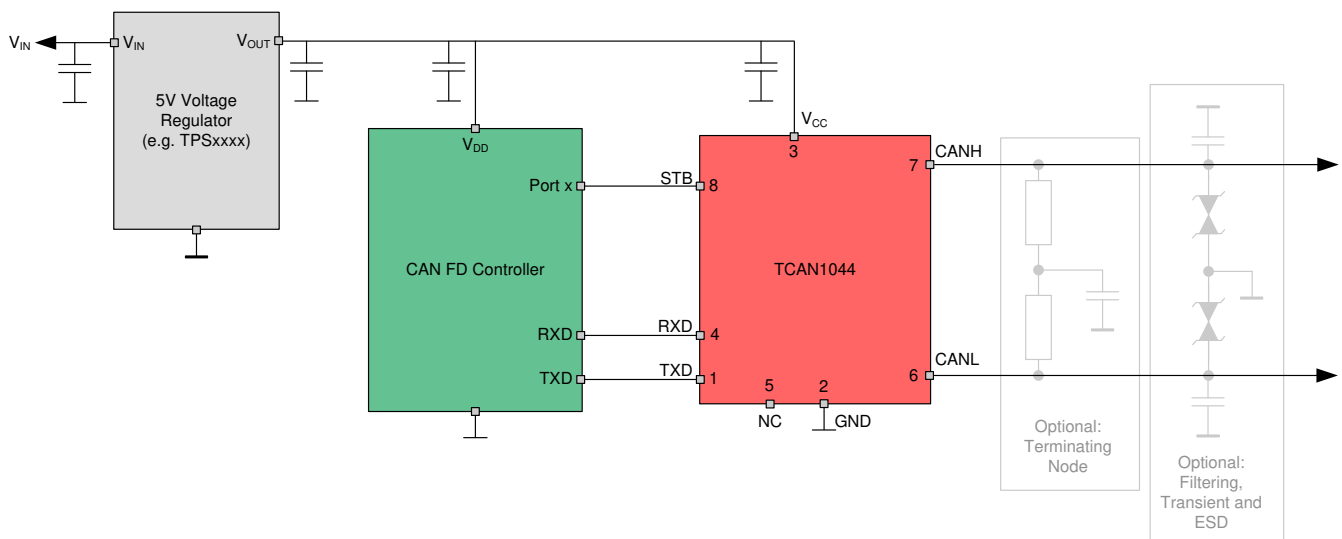 VIN
VIN
VOUT
5V Voltage
Regulator
(e.g. TPSxxxx)
VDD
Port x
CAN FD Controller
RXD
TXD
STB
8
VCC
3
7
CANH
TCAN1044
RXD
4
TXD
1
5
2
6
CANL
NC
GND
Optional:
Terminating
Node
Optional:
Filtering,
Transient and
ESD